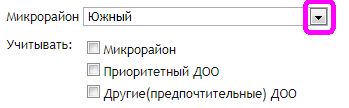 Микрорайон Южный
Учитывать: Микрорайон
Приоритетный ДОО
Другие(предпочтительные) ДОО